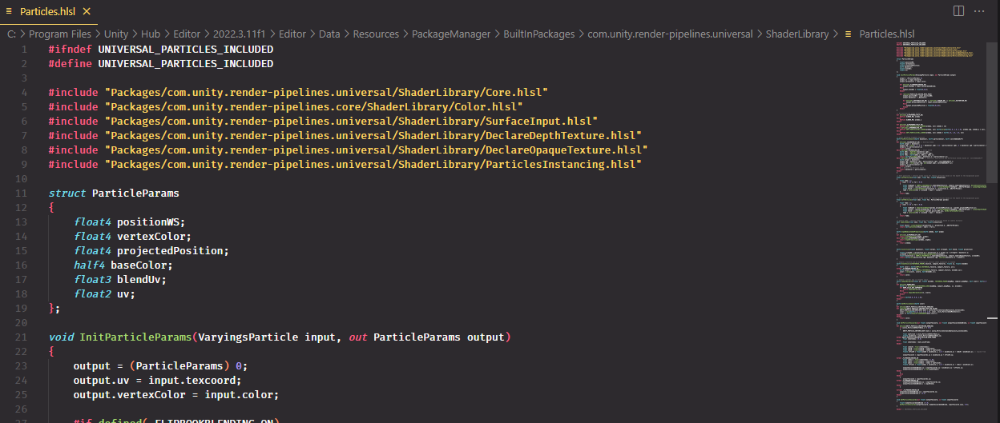 Particles.hlsl
C: > Program Files > Unity > Hub > Editor > 2022.3.11f1 > Editor > Data > Resources > PackageManager > BuiltInPackages > com.unity.render-pipelines.universal > ShaderLibrary > Particles.hlsl
1 #ifndef UNIVERSAL_PARTICLES_INCLUDED
2 #define UNIVERSAL_PARTICLES_INCLUDED
3
4 #include "Packages/com.unity.render-pipelines.universal/ShaderLibrary/Core.hlsl"
5 #include "Packages/com.unity.render-pipelines.core/ShaderLibrary/Color.hlsl"
6 #include "Packages/com.unity.render-pipelines.universal/ShaderLibrary/SurfaceInput.hlsl"
7 #include "Packages/com.unity.render-pipelines.universal/ShaderLibrary/DeclareDepthTexture.hlsl"
8 #include "Packages/com.unity.render-pipelines.universal/ShaderLibrary/DeclareOpaqueTexture.hlsl"
9 #include "Packages/com.unity.render-pipelines.universal/ShaderLibrary/ParticlesInstancing.hlsl"
10
11 struct ParticleParams
12 {
13     float4 positionWS;
14     float4 vertexColor;
15     float4 projectedPosition;
16     half4 baseColor;
17     float3 blendUv;
18     float2 uv;
19 };
20
21 void InitParticleParams(VaryingsParticle input, out ParticleParams output)
22 {
23     output = (ParticleParams) 0;
24     output.uv = input.texcoord;
25     output.vertexColor = input.color;
26
27     #if defined(_FLIPBOOKBLENDING_ON)